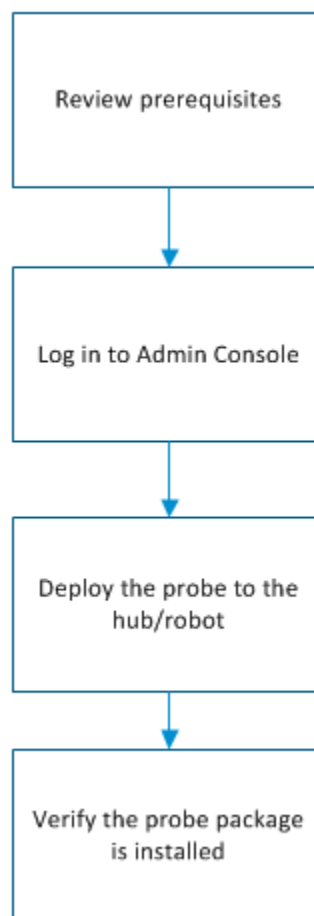 Review prerequisites
Log in to Admin Console
Deploy the probe to the
hub/robot
Verify the probe package
is installed